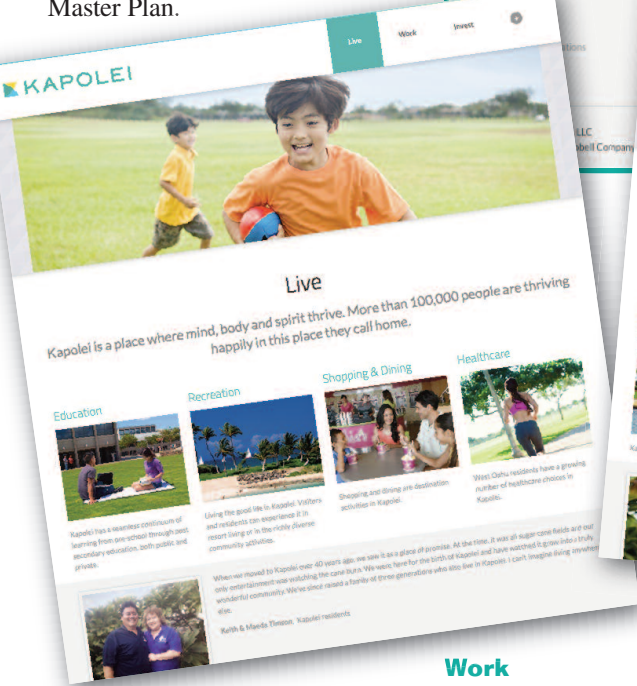 Master Plan.
KAPOLEI
Live
Work
Invest
ations
LLC
pbell Company
Live
Kapolei is a place where mind, body and spirit thrive. More than 100,000 people are thriving
happily in this place they call home.
Education
Recreation
Shopping & Dining
Healthcare
Kapolei has a seamless continuum of
learning from pre-school through post
secondary education, both public and
private.
Living the good life in Kapolei. Visitors
and residents can experience it in
resort living or in the richly diverse
community activities.
Shopping and dining are destination
activities in Kapolei.
West Oahu residents have a growing
number of healthcare choices in
Kapolei.
When we moved to Kapolei over 40 years ago, we saw it as a place of promise. At the time, it was all sugar cane fields and our
only entertainment was watching the cane burn. We were here for the birth of Kapolei and have watched it grow into a truly
wonderful community. We've since raised a family of three generations who also live in Kapolei. I can't imagine living anywhere
else.
Keith & Maeda Timson, Kapolei residents
Work